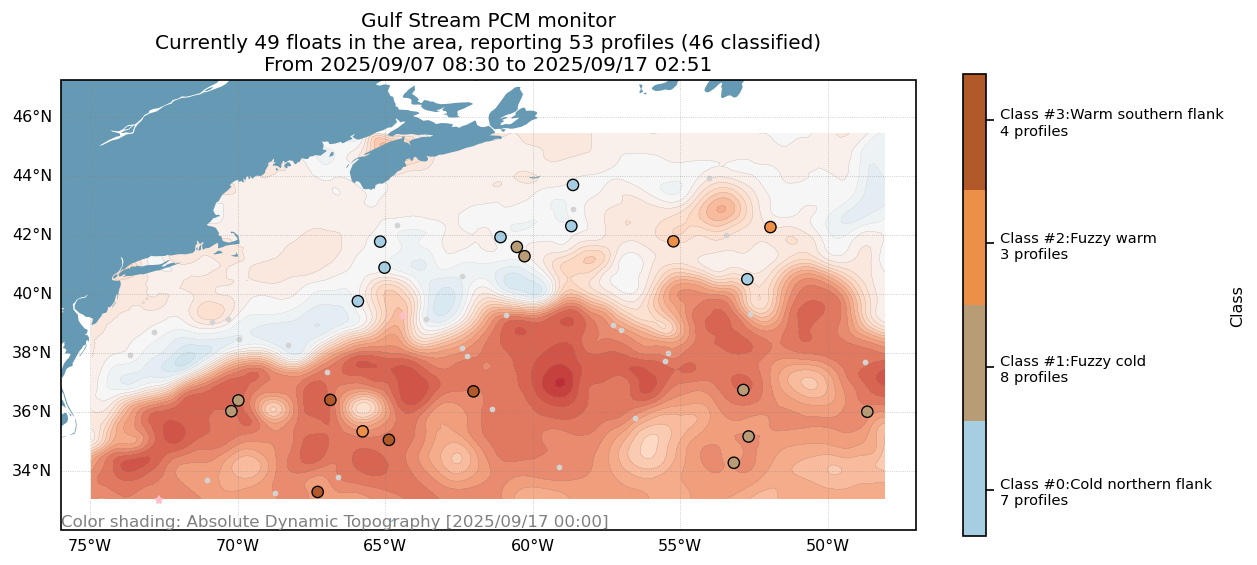 Gulf Stream PCM monitor
Currently 49 floats in the area, reporting 53 profiles (46 classified)
From 2025/09/07 08:30 to 2025/09/17 02:51
46°N
44°N
42°N
40°N
38°N
36°N
34°N
Color shading: Absolute Dynamic Topography [2025/09/17 00:00]
75°W
70°W
65°W
60°W
55°W
50°W
Class #3:Warm southern flank
4 profiles
Class #2:Fuzzy warm
3 profiles
Class #1:Fuzzy cold
8 profiles
Class #0:Cold northern flank
7 profiles
Class